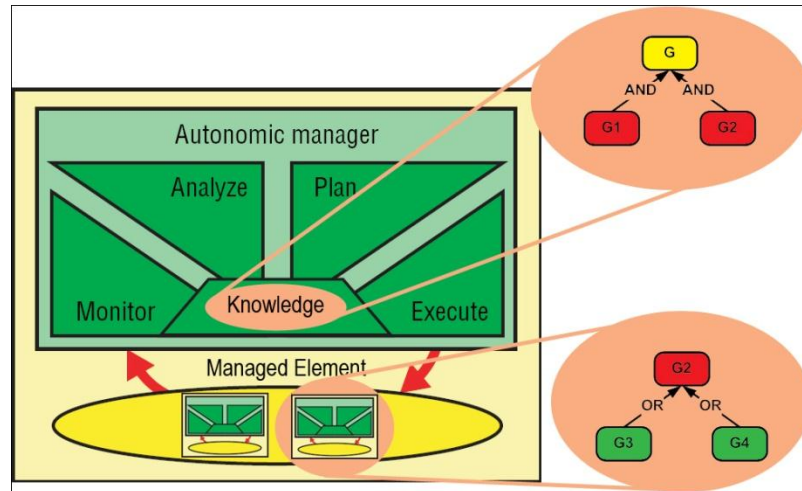 Autonomic manager
Analyze
Plan
Monitor
Knowledge
Execute
Managed Element
G
AND
AND
G1
G2
G2
OR
OR
G3
G4